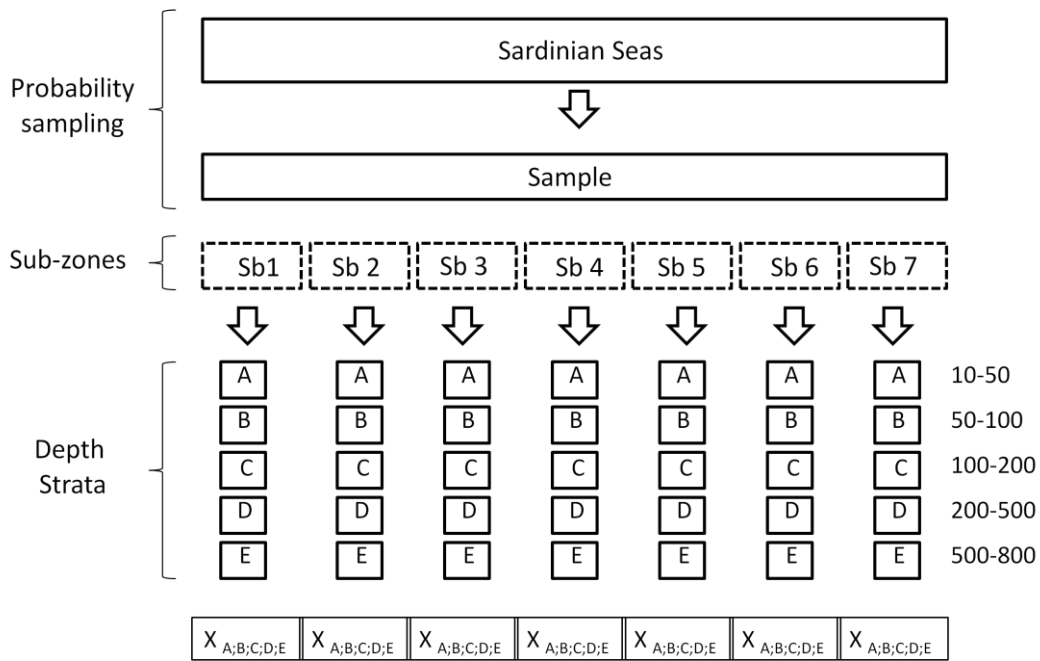 Probability
sampling
Sardinian Seas
Sample
Sub-zones
Sb1 Sb 2 Sb 3 Sb 4 Sb 5 Sb 6 Sb 7
Depth
Strata
A A A A A A A 10-50
B B B B B B B 50-100
C C C C C C C 100-200
D D D D D D D 200-500
E E E E E E E 500-800
X A;B;C;D;E X A;B;C;D;E X A;B;C;D;E X A;B;C;D;E X A;B;C;D;E X A;B;C;D;E X A;B;C;D;E